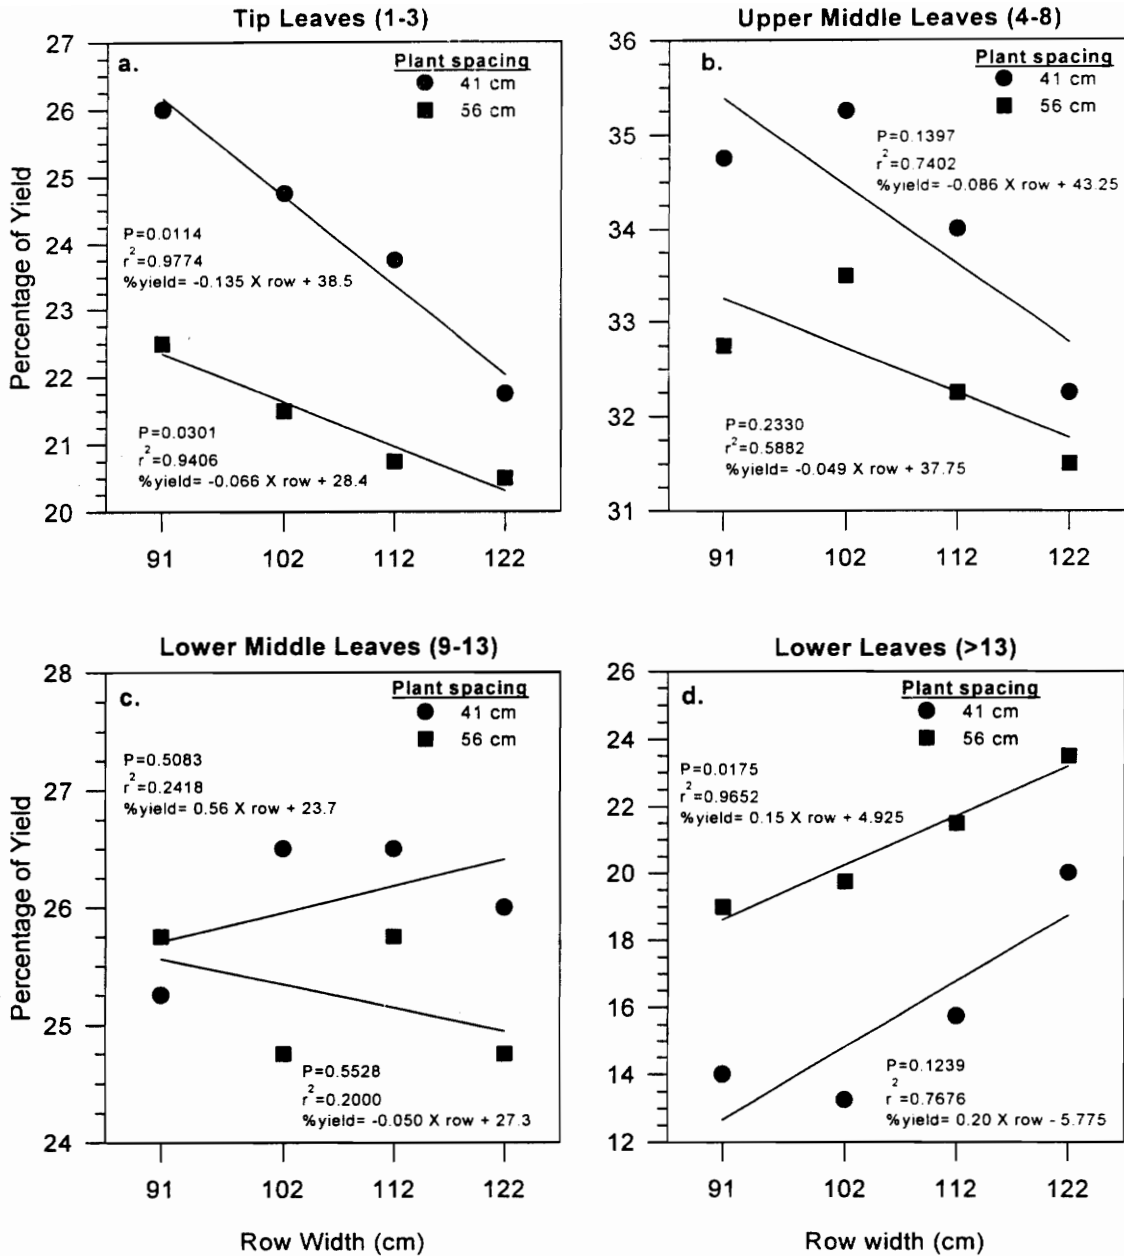 Tip Leaves (1-3)
27
26
25
24
23
22
21
20
Percentage of Yield
a.
Plant spacing
41 cm
56 cm
P=0.0114
r²=0.9774
%yield= -0.135 X row + 38.5
P=0.0301
r²=0.9406
%yield= -0.066 X row + 28.4
91 102 112 122
Upper Middle Leaves (4-8)
36
35
34
33
32
31
b.
Plant spacing
41 cm
56 cm
P=0.1397
r²=0.7402
%yield= -0.086 X row + 43.25
P=0.2330
r²=0.5882
%yield= -0.049 X row + 37.75
91 102 112 122
Lower Middle Leaves (9-13)
28
27
26
25
24
Percentage of Yield
c.
Plant spacing
41 cm
56 cm
P=0.5083
r²=0.2418
%yield= 0.56 X row + 23.7
P=0.5528
r²=0.2000
%yield= -0.050 X row + 27.3
91 102 112 122
Row Width (cm)
Lower Leaves (>13)
26
24
22
20
18
16
14
12
d.
Plant spacing
41 cm
56 cm
P=0.0175
r²=0.9652
%yield= 0.15 X row + 4.925
P=0.1239
r²=0.7676
%yield= 0.20 X row - 5.775
91 102 112 122
Row width (cm)